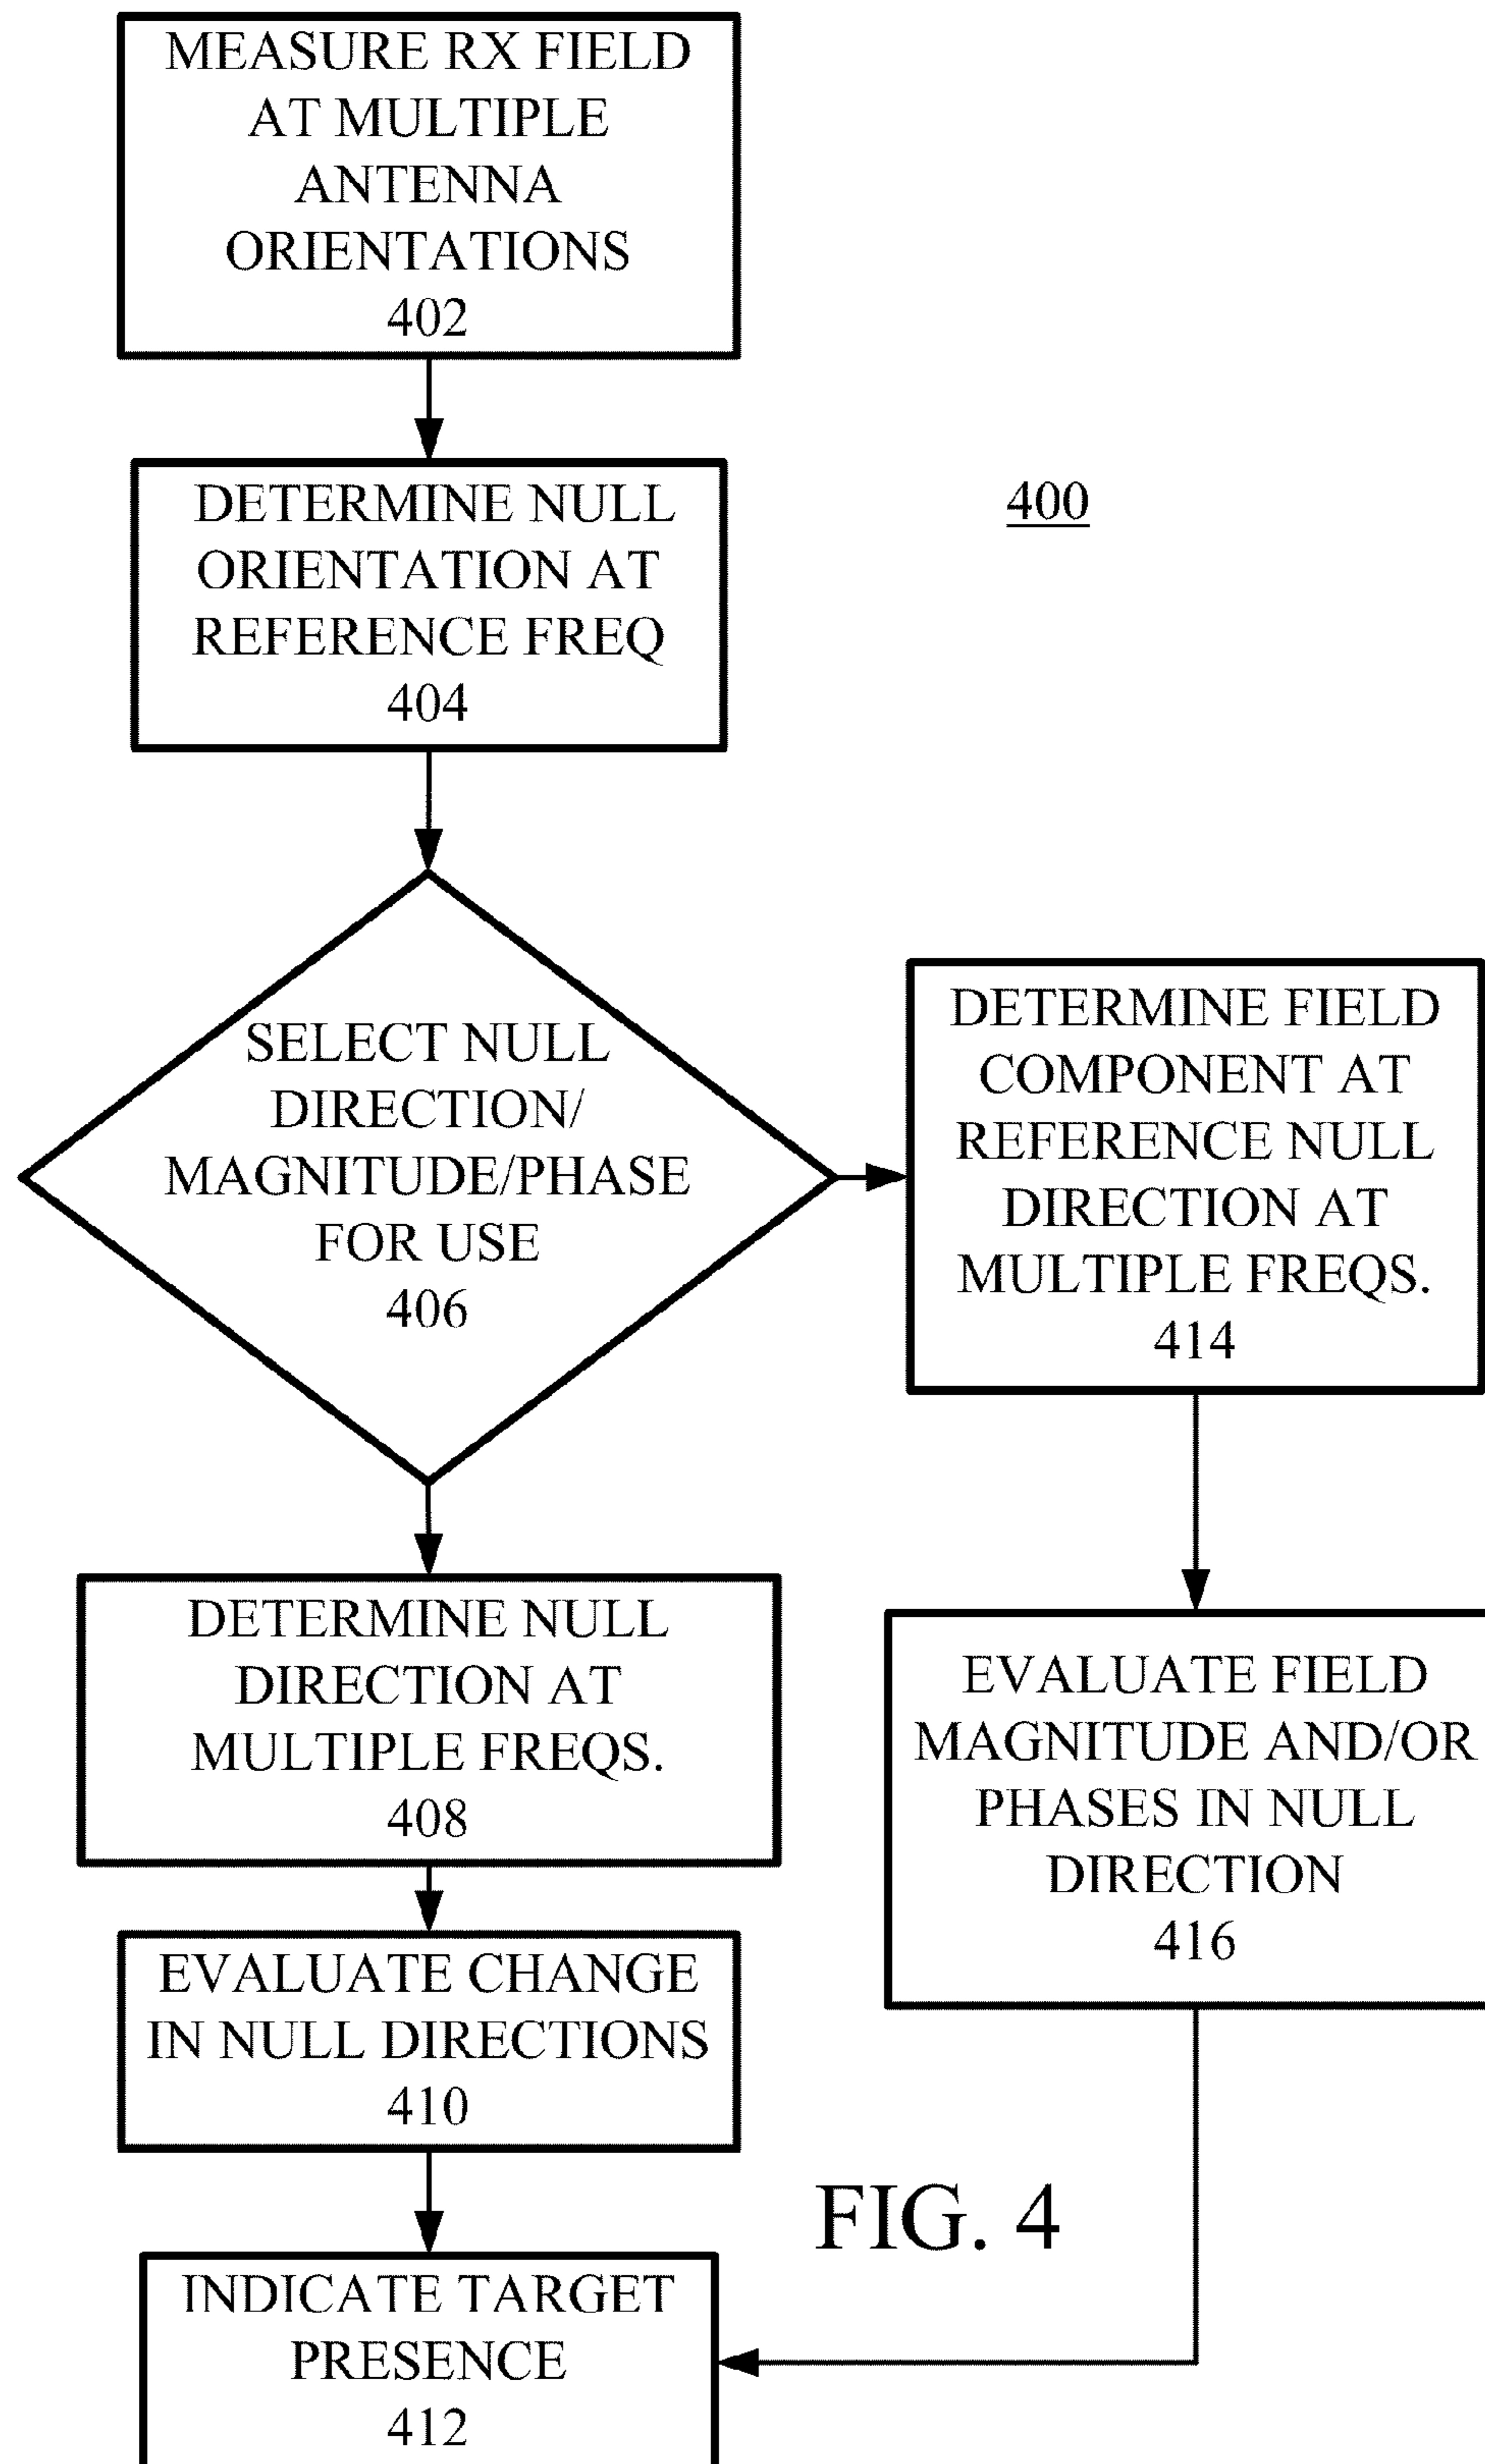 MEASURE RX FIELD
AT MULTIPLE
ANTENNA
ORIENTATIONS
402
DETERMINE NULL
ORIENTATION AT
REFERENCE FREQ
404
400
SELECT NULL
DIRECTION/
MAGNITUDE/PHASE
FOR USE
406
DETERMINE FIELD
COMPONENT AT
REFERENCE NULL
DIRECTION AT
MULTIPLE FREQS.
414
DETERMINE NULL
DIRECTION AT
MULTIPLE FREQS.
408
EVALUATE FIELD
MAGNITUDE AND/OR
PHASES IN NULL
DIRECTION
416
EVALUATE CHANGE
IN NULL DIRECTIONS
410
INDICATE TARGET
PRESENCE
412
FIG. 4